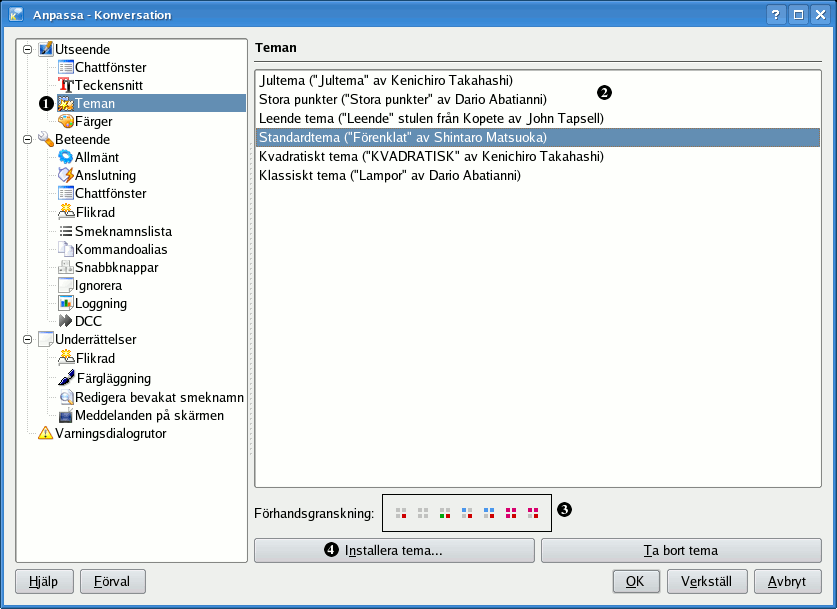 Anpassa - Konversation
Utseende
Chattfönster
Teckensnitt
1 Teman
Färger
Beteende
Allmänt
Anslutning
Chattfönster
Flikrad
Smeknamnslista
Kommandoalias
Snabbknappar
Ignorera
Loggning
DCC
Underrättelser
Flikrad
Färgläggning
Redigera bevakat smeknamn
Meddelanden på skärmen
Varningsdialogrutor
Teman
Jultema ("Jultema" av Kenichiro Takahashi)
2
Stora punkter ("Stora punkter" av Dario Abatianni)
Leende tema ("Leende" stulen från Kopete av John Tapsell)
Standardtema ("Förenklat" av Shintaro Matsuoka)
Kvadratiskt tema ("KVADRATISK" av Kenichiro Takahashi)
Klassiskt tema ("Lampor" av Dario Abatianni)
Förhandsgranskning: 3
4 Installera tema...
Ta bort tema
Hjälp
Förval
OK
Verkställ
Avbryt